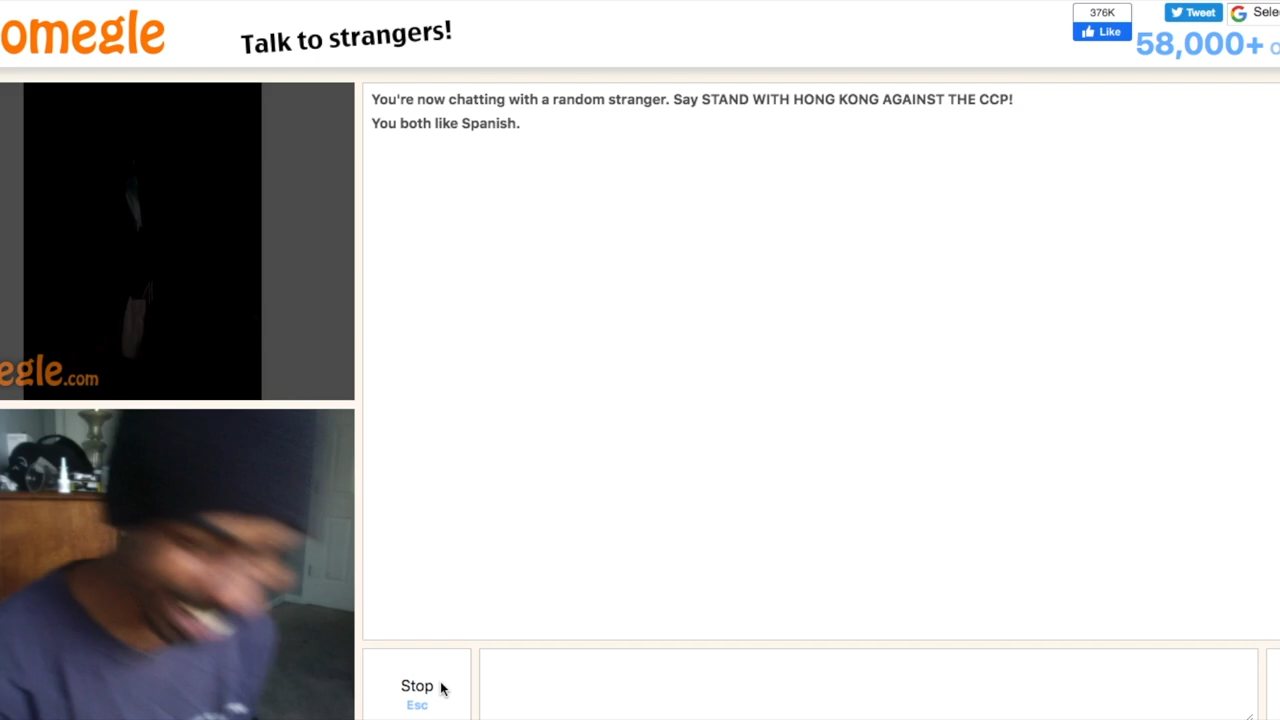 omegle
Talk to strangers!
376K
Like
Tweet
58,000+
You're now chatting with a random stranger. Say STAND WITH HONG KONG AGAINST THE CCP!
You both like Spanish.
egle.com
Stop
Esc